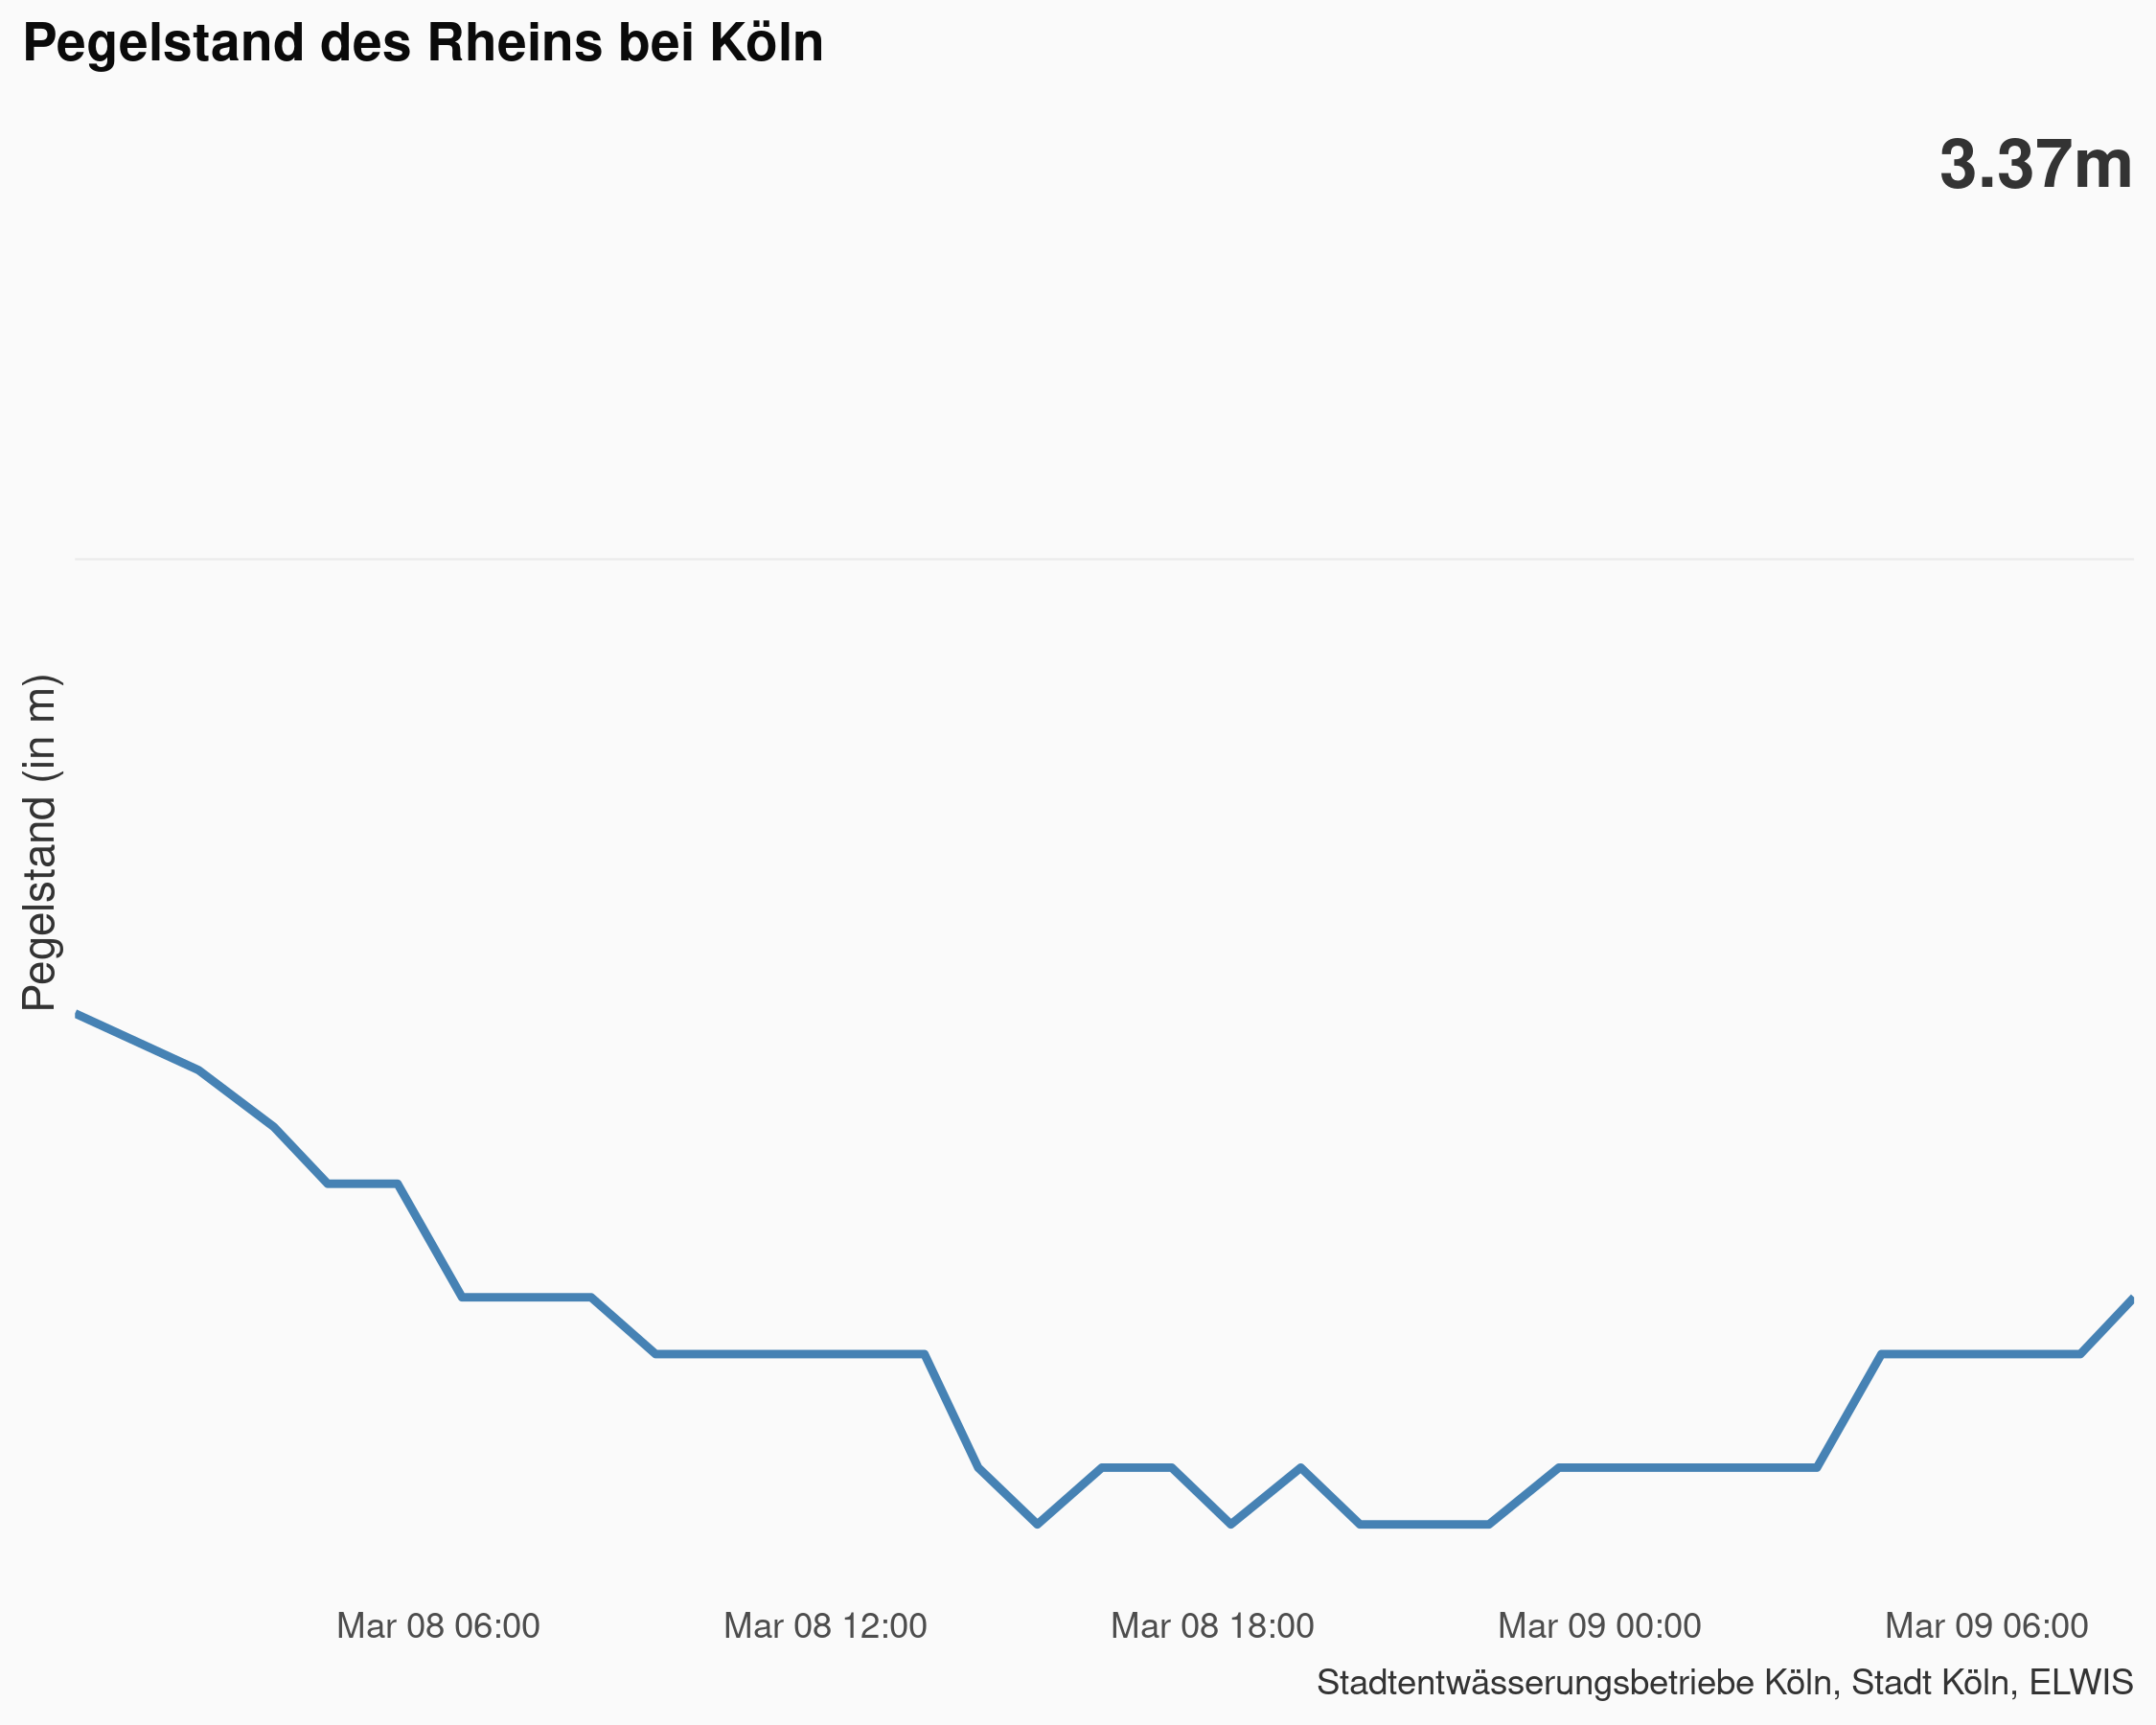 Pegelstand des Rheins bei Köln
3.37m
Pegelstand (in m)
Mar 08 06:00
Mar 08 12:00
Mar 08 18:00
Mar 09 00:00
Mar 09 06:00
Stadtentwässerungsbetriebe Köln, Stadt Köln, ELWIS